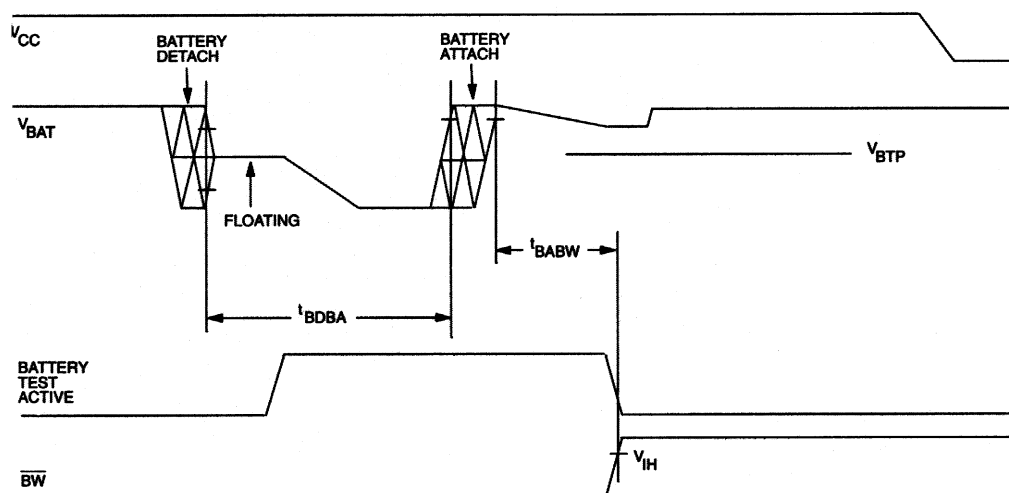 VCC
BATTERY
DETACH
BATTERY
ATTACH
VBAT
VBTP
FLOATING
tBABW
tBDBA
BATTERY
TEST
ACTIVE
VIH
BW